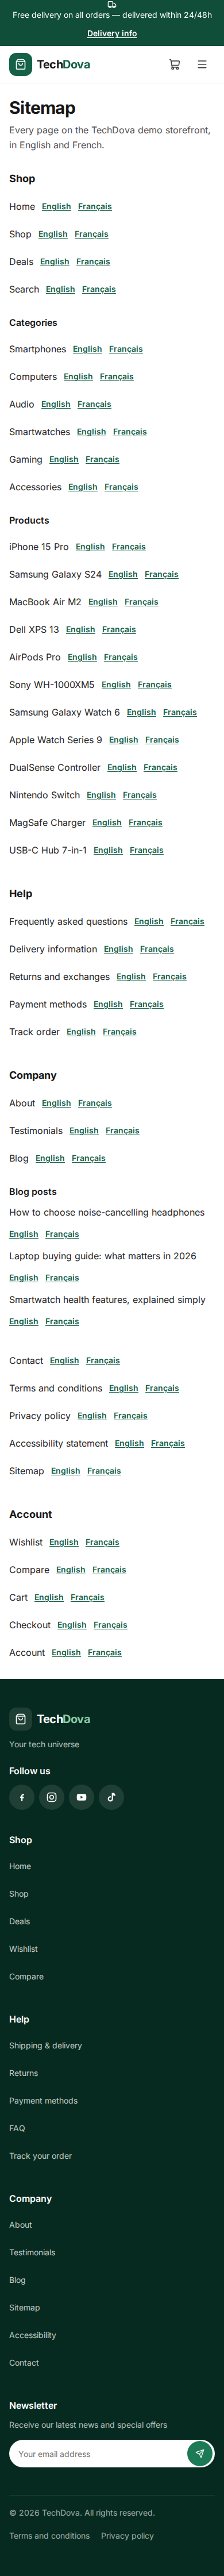 Free delivery on all orders — delivered within 24/48h
Delivery info
TechDova
Sitemap
Every page on the TechDova demo storefront,
in English and French.
Shop
Home English Français
Shop English Français
Deals English Français
Search English Français
Categories
Smartphones English Français
Computers English Français
Audio English Français
Smartwatches English Français
Gaming English Français
Accessories English Français
Products
iPhone 15 Pro English Français
Samsung Galaxy S24 English Français
MacBook Air M2 English Français
Dell XPS 13 English Français
AirPods Pro English Français
Sony WH-1000XM5 English Français
Samsung Galaxy Watch 6 English Français
Apple Watch Series 9 English Français
DualSense Controller English Français
Nintendo Switch English Français
MagSafe Charger English Français
USB-C Hub 7-in-1 English Français
Help
Frequently asked questions English Français
Delivery information English Français
Returns and exchanges English Français
Payment methods English Français
Track order English Français
Company
About English Français
Testimonials English Français
Blog English Français
Blog posts
How to choose noise-cancelling headphones
English Français
Laptop buying guide: what matters in 2026
English Français
Smartwatch health features, explained simply
English Français
Contact English Français
Terms and conditions English Français
Privacy policy English Français
Accessibility statement English Français
Sitemap English Français
Account
Wishlist English Français
Compare English Français
Cart English Français
Checkout English Français
Account English Français
TechDova
Your tech universe
Follow us
Shop
Home
Shop
Deals
Wishlist
Compare
Help
Shipping & delivery
Returns
Payment methods
FAQ
Track your order
Company
About
Testimonials
Blog
Sitemap
Accessibility
Contact
Newsletter
Receive our latest news and special offers
Your email address
© 2026 TechDova. All rights reserved.
Terms and conditions Privacy policy